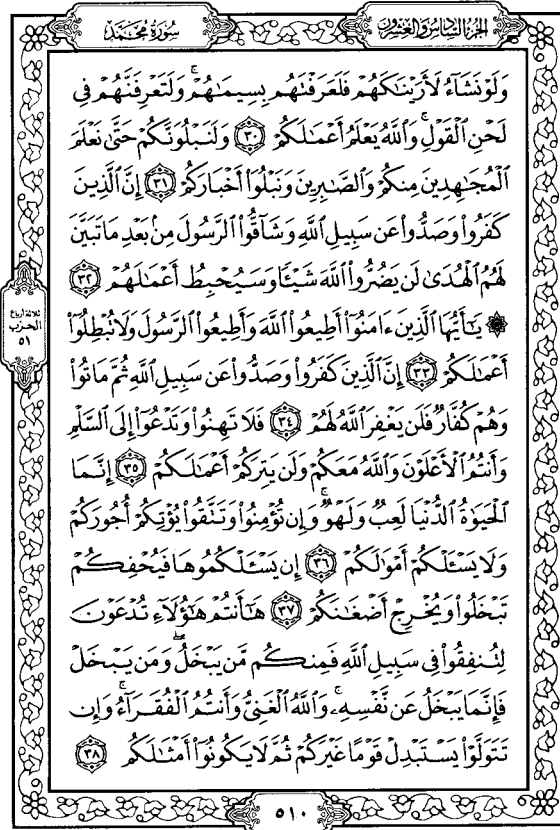 الجزء السادس والعشرون
سورة محمد
وَلَوْ نَشَآءُ لَأَرَيْنَٰكَهُمْ فَلَعَرَفْتَهُم بِسِيمَٰهُمْ ۚ وَلَتَعْرِفَنَّهُمْ فِى
لَحْنِ ٱلْقَوْلِ ۚ وَٱللَّهُ يَعْلَمُ أَعْمَٰلَكُمْ ٣٠ وَلَنَبْلُوَنَّكُمْ حَتَّىٰ نَعْلَمَ
ٱلْمُجَٰهِدِينَ مِنكُمْ وَٱلصَّٰبِرِينَ وَنَبْلُوَا۟ أَخْبَارَكُمْ ٣١ إِنَّ ٱلَّذِينَ
كَفَرُوا۟ وَصَدُّوا۟ عَن سَبِيلِ ٱللَّهِ وَشَآقُّوا۟ ٱلرَّسُولَ مِنۢ بَعْدِ مَا تَبَيَّنَ
لَهُمُ ٱلْهُدَىٰ لَن يَضُرُّوا۟ ٱللَّهَ شَيْـًٔا وَسَيُحْبِطُ أَعْمَٰلَهُمْ ٣٢
۞ يَٰٓأَيُّهَا ٱلَّذِينَ ءَامَنُوٓا۟ أَطِيعُوا۟ ٱللَّهَ وَأَطِيعُوا۟ ٱلرَّسُولَ وَلَا تُبْطِلُوٓا۟
أَعْمَٰلَكُمْ ٣٣ إِنَّ ٱلَّذِينَ كَفَرُوا۟ وَصَدُّوا۟ عَن سَبِيلِ ٱللَّهِ ثُمَّ مَاتُوا۟
وَهُمْ كُفَّارٌ فَلَن يَغْفِرَ ٱللَّهُ لَهُمْ ٣٤ فَلَا تَهِنُوا۟ وَتَدْعُوٓا۟ إِلَى ٱلسَّلْمِ
وَأَنتُمُ ٱلْأَعْلَوْنَ وَٱللَّهُ مَعَكُمْ وَلَن يَتِرَكُمْ أَعْمَٰلَكُمْ ٣٥ إِنَّمَا
ٱلْحَيَوٰةُ ٱلدُّنْيَا لَعِبٌ وَلَهْوٌ ۚ وَإِن تُؤْمِنُوا۟ وَتَتَّقُوا۟ يُؤْتِكُمْ أُجُورَكُمْ
وَلَا يَسْـَٔلْكُمْ أَمْوَٰلَكُمْ ٣٦ إِن يَسْـَٔلْكُمُوهَا فَيُحْفِكُمْ
تَبْخَلُوا۟ وَيُخْرِجْ أَضْغَٰنَكُمْ ٣٧ هَٰٓأَنتُمْ هَٰٓؤُلَآءِ تُدْعَوْنَ
لِتُنفِقُوا۟ فِى سَبِيلِ ٱللَّهِ فَمِنكُم مَّن يَبْخَلُ ۖ وَمَن يَبْخَلْ
فَإِنَّمَا يَبْخَلُ عَن نَّفْسِهِۦ ۚ وَٱللَّهُ ٱلْغَنِىُّ وَأَنتُمُ ٱلْفُقَرَآءُ ۚ وَإِن
تَتَوَلَّوْا۟ يَسْتَبْدِلْ قَوْمًا غَيْرَكُمْ ثُمَّ لَا يَكُونُوٓا۟ أَمْثَٰلَكُم ٣٨
ثلاثة أرباع
الحزب
٥١
٥١٠